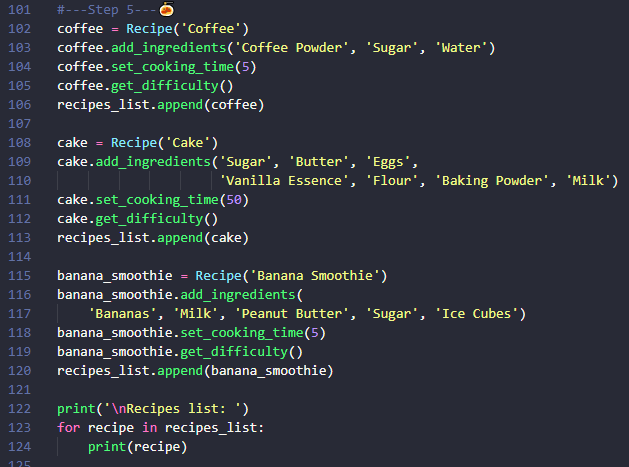 101 #---Step 5---🍝
102 coffee = Recipe('Coffee')
103 coffee.add_ingredients('Coffee Powder', 'Sugar', 'Water')
104 coffee.set_cooking_time(5)
105 coffee.get_difficulty()
106 recipes_list.append(coffee)
107
108 cake = Recipe('Cake')
109 cake.add_ingredients('Sugar', 'Butter', 'Eggs',
110                      'Vanilla Essence', 'Flour', 'Baking Powder', 'Milk')
111 cake.set_cooking_time(50)
112 cake.get_difficulty()
113 recipes_list.append(cake)
114
115 banana_smoothie = Recipe('Banana Smoothie')
116 banana_smoothie.add_ingredients(
117     'Bananas', 'Milk', 'Peanut Butter', 'Sugar', 'Ice Cubes')
118 banana_smoothie.set_cooking_time(5)
119 banana_smoothie.get_difficulty()
120 recipes_list.append(banana_smoothie)
121
122 print('\nRecipes list: ')
123 for recipe in recipes_list:
124     print(recipe)
125